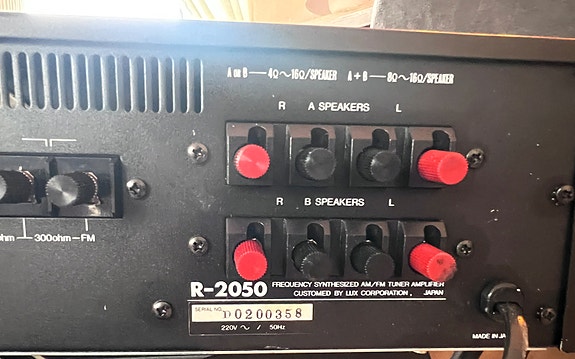 A OR B — 4Ω～16Ω/SPEAKER A + B — 8Ω～16Ω/SPEAKER
R A SPEAKERS L
R B SPEAKERS L
ohm 300ohm FM
R-2050 FREQUENCY SYNTHESIZED AM/FM TUNER AMPLIFIER
CUSTOMED BY LUX CORPORATION, JAPAN
SERIAL NO. D0200358
220V ~ / 50Hz
MADE IN JA